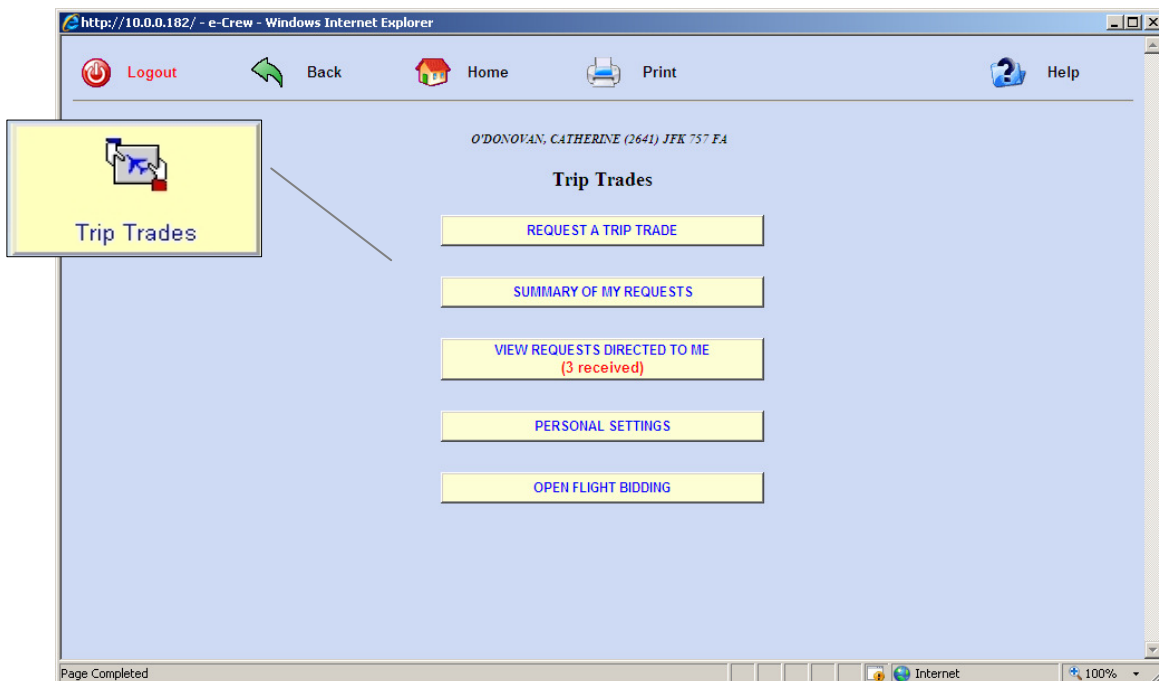 http://10.0.0.182/ - e-Crew - Windows Internet Explorer
Logout Back Home Print Help
Trip Trades
O'DONOVAN, CATHERINE (2641) JFK 757 FA
Trip Trades
REQUEST A TRIP TRADE
SUMMARY OF MY REQUESTS
VIEW REQUESTS DIRECTED TO ME
(3 received)
PERSONAL SETTINGS
OPEN FLIGHT BIDDING
Page Completed Internet 100%